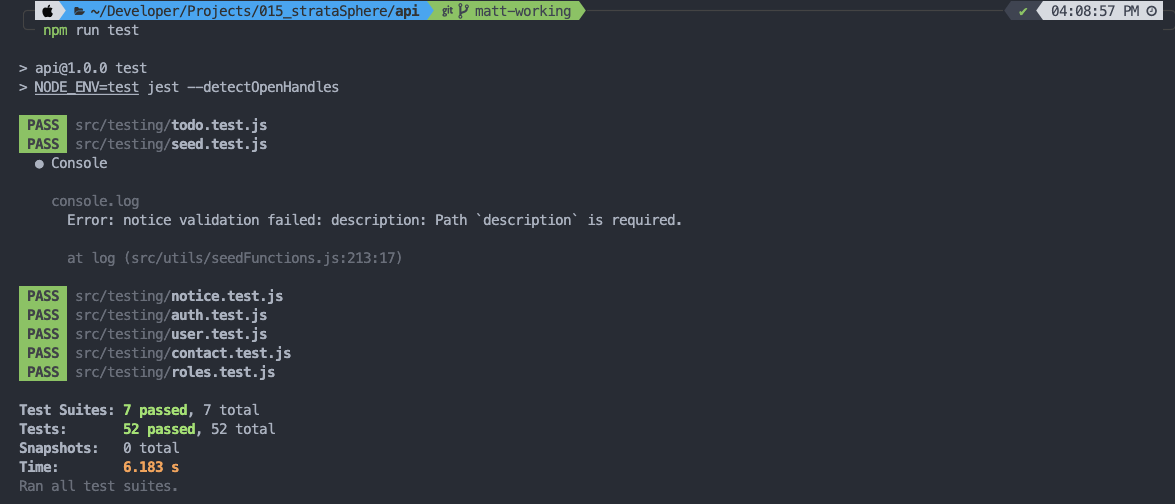 ~/Developer/Projects/015_strataSphere/api git matt-working ✔ 04:08:57 PM
npm run test
> api@1.0.0 test
> NODE_ENV=test jest --detectOpenHandles
PASS src/testing/todo.test.js
PASS src/testing/seed.test.js
● Console
console.log
Error: notice validation failed: description: Path `description` is required.
at log (src/utils/seedFunctions.js:213:17)
PASS src/testing/notice.test.js
PASS src/testing/auth.test.js
PASS src/testing/user.test.js
PASS src/testing/contact.test.js
PASS src/testing/roles.test.js
Test Suites: 7 passed, 7 total
Tests: 52 passed, 52 total
Snapshots: 0 total
Time: 6.183 s
Ran all test suites.